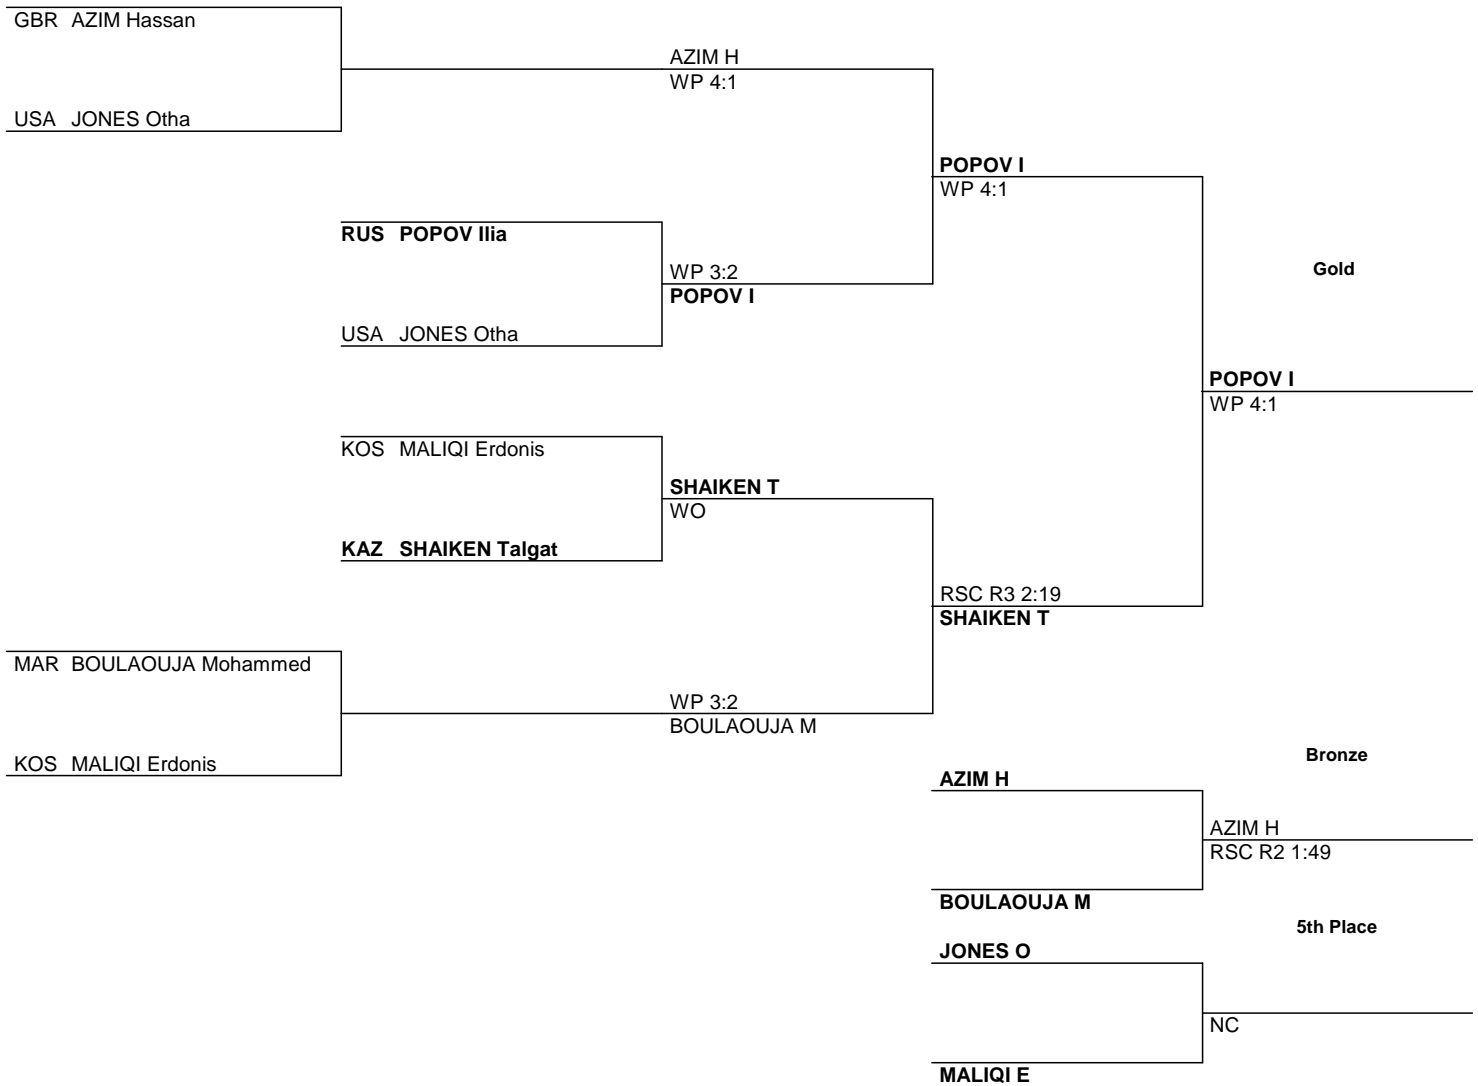 GBR AZIM Hassan
AZIM H
WP 4:1
USA JONES Otha
POPOV I
WP 4:1
RUS POPOV Ilia
WP 3:2
POPOV I
Gold
USA JONES Otha
POPOV I
WP 4:1
KOS MALIQI Erdonis
SHAIKEN T
WO
KAZ SHAIKEN Talgat
RSC R3 2:19
SHAIKEN T
MAR BOULAOUJA Mohammed
WP 3:2
BOULAOUJA M
KOS MALIQI Erdonis
Bronze
AZIM H
AZIM H
RSC R2 1:49
BOULAOUJA M
5th Place
JONES O
NC
MALIQI E